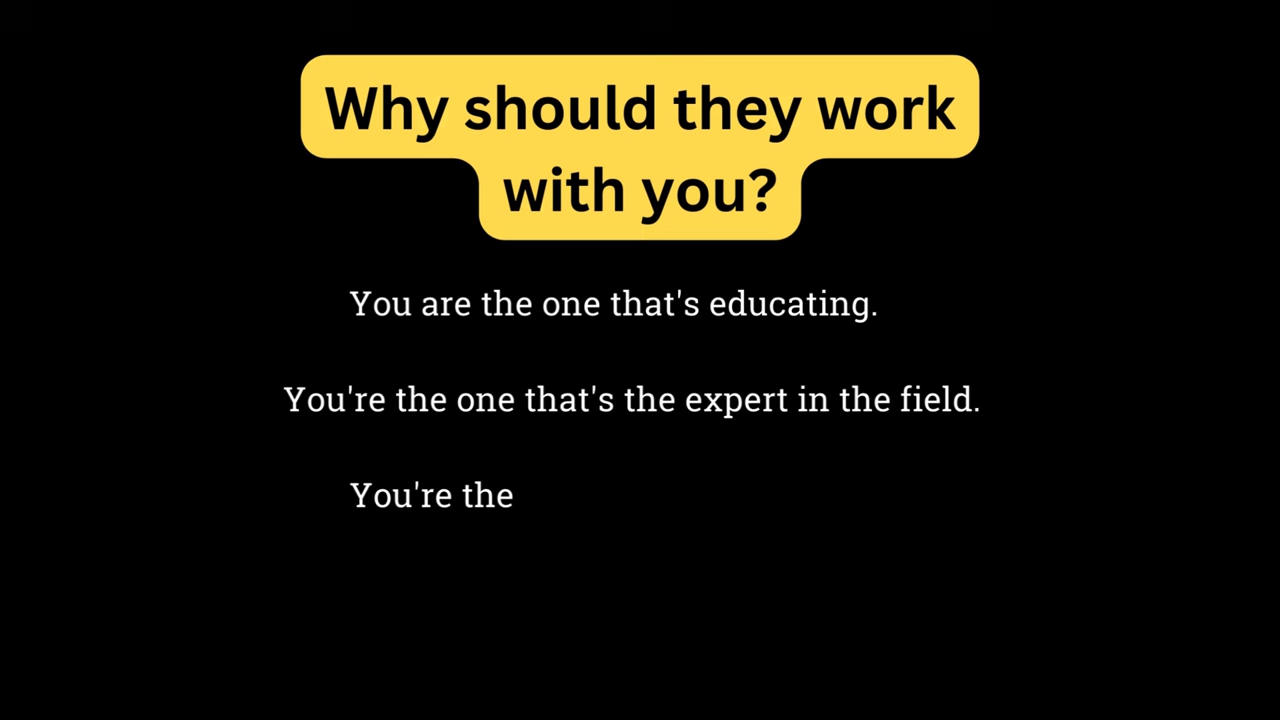 Why should they work
with you?
You are the one that's educating.
You're the one that's the expert in the field.
You're the